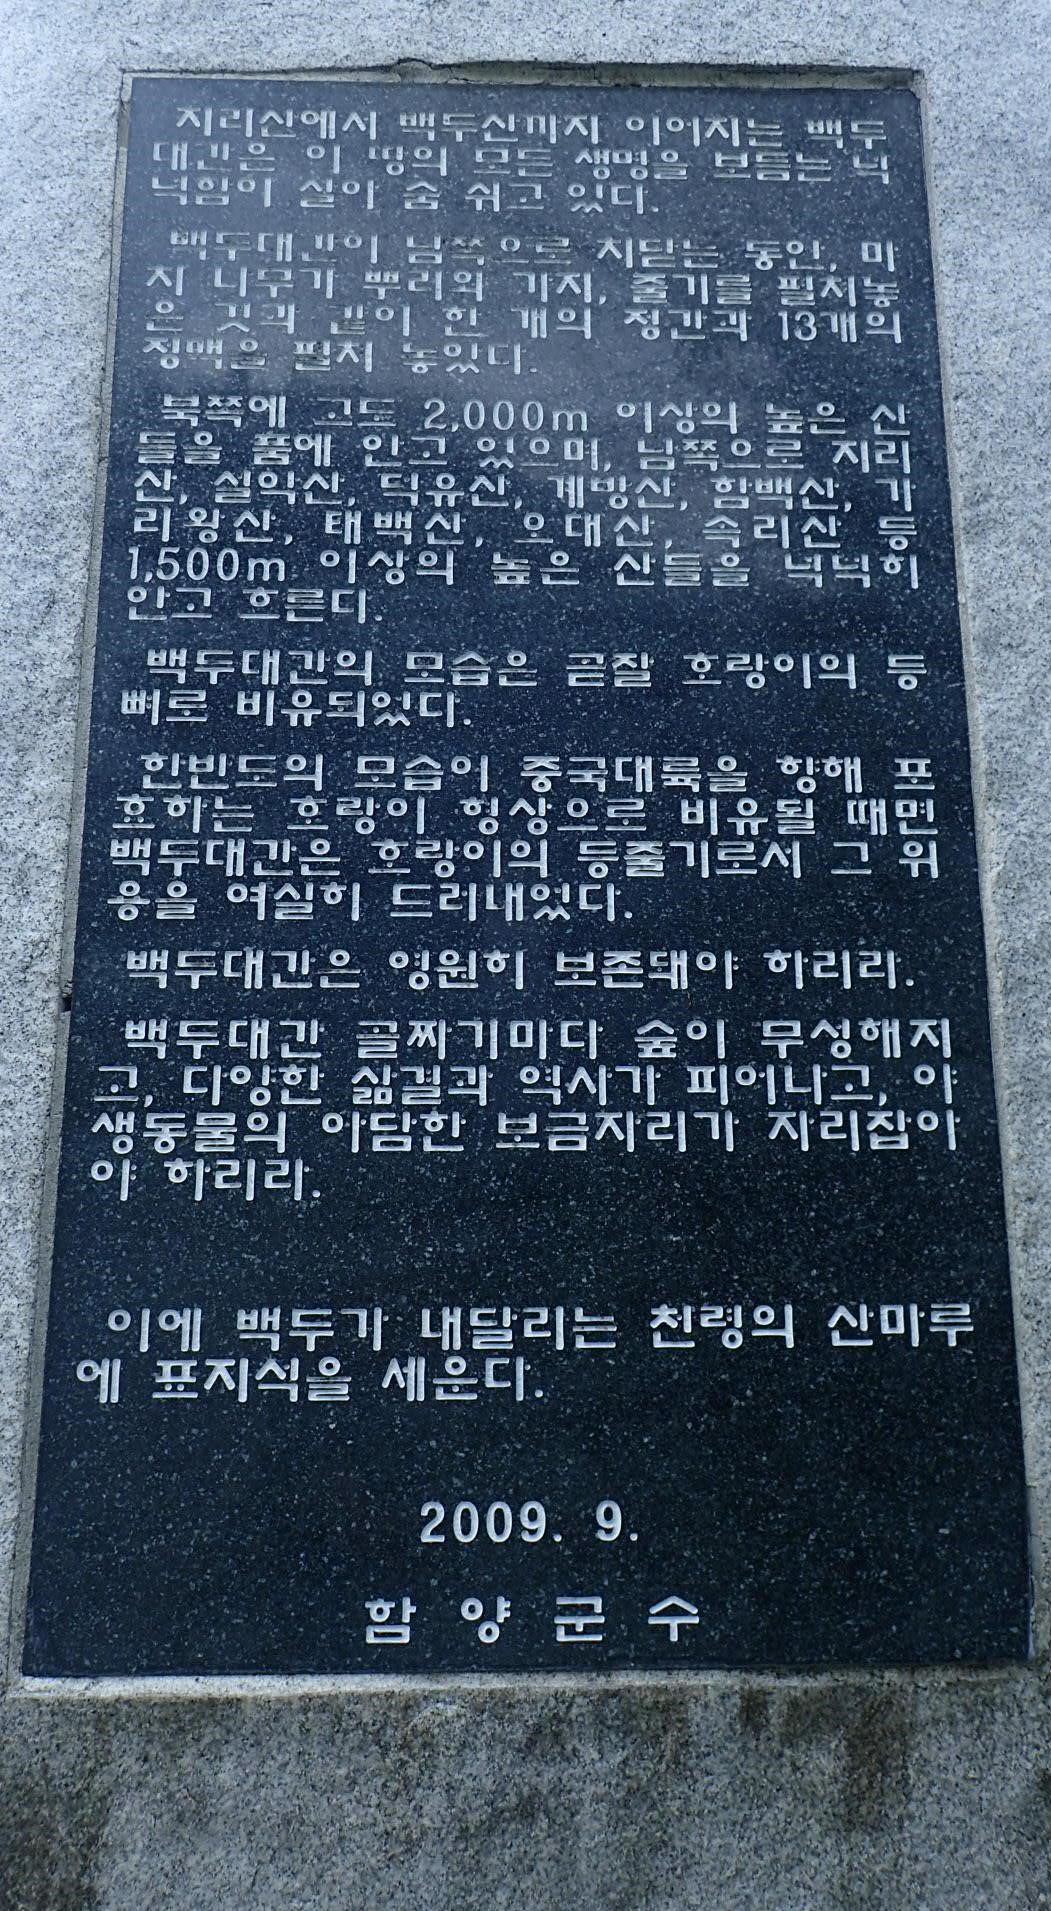 지리산에서 백두산까지 이어지는 백두
대간은 이 땅의 모든 생명을 보듬는 넉
넉함이 살아 숨 쉬고 있다.
백두대간이 남쪽으로 치닫는 동안, 마
치 나무가 뿌리와 가지, 줄기를 펼쳐놓
은 것과 같이 한 개의 정간과 13개의
정맥을 펼쳐 놓았다.
북쪽에 고도 2,000m 이상의 높은 산
들을 품에 안고 있으며, 남쪽으로 지리
산, 설악산, 덕유산, 계방산, 함백산, 가
리왕산, 태백산, 오대산, 속리산 등
1,500m 이상의 높은 산들을 넉넉히
안고 흐른다.
백두대간의 모습은 곧잘 호랑이의 등
뼈로 비유되었다.
한반도의 모습이 중국대륙을 향해 포
효하는 호랑이 형상으로 비유될 때면
백두대간은 호랑이의 등줄기로서 그 위
용을 여실히 드러내었다.
백두대간은 영원히 보존돼야 하리라.
백두대간 골짜기마다 숲이 무성해지
고, 다양한 삶결과 역사가 피어나고, 야
생동물의 아담한 보금자리가 자리잡아
야 하리라.
이에 백두가 내달리는 천령의 산마루
에 표지석을 세운다.
2009. 9.
함 양 군 수